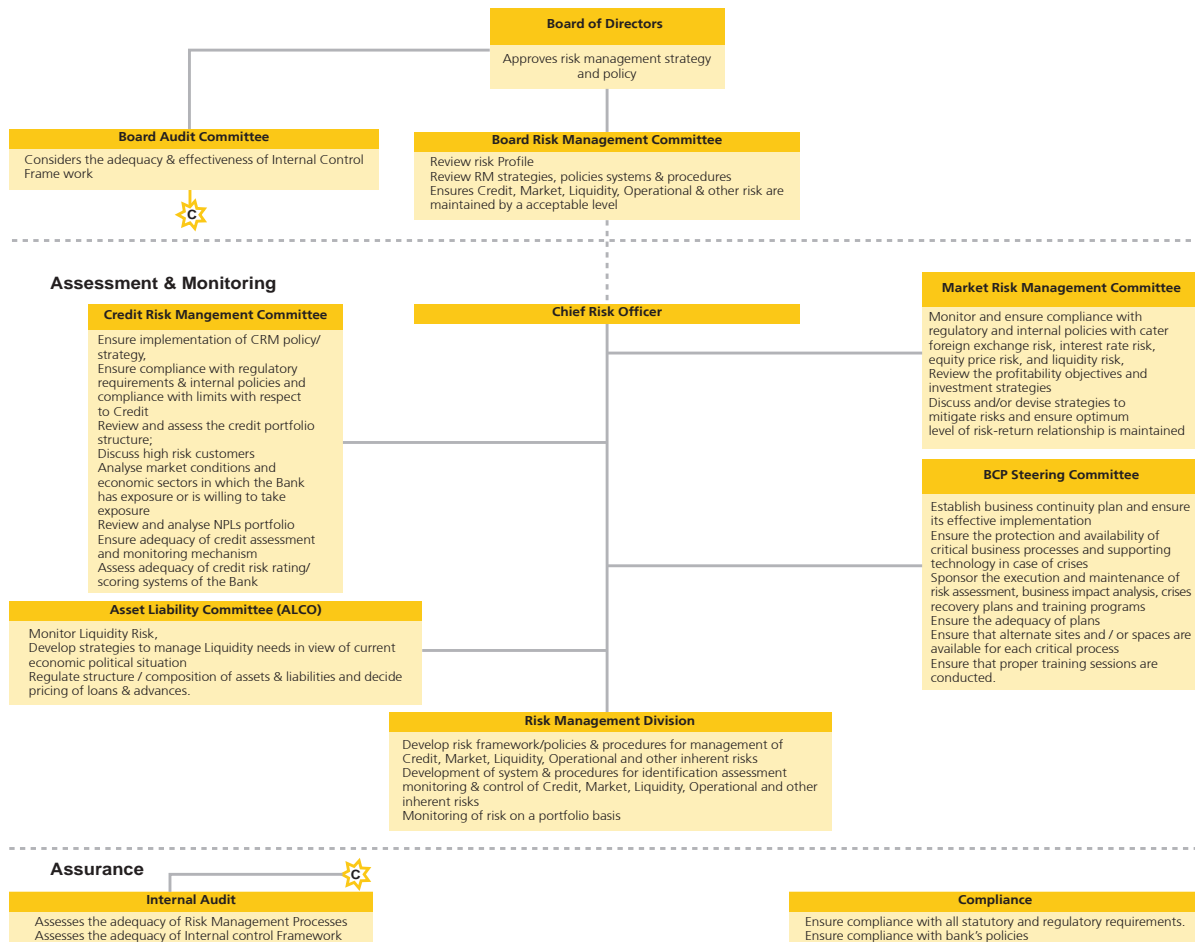 Board of Directors
Approves risk management strategy
and policy
Board Audit Committee
Considers the adequacy & effectiveness of Internal Control
Frame work
C
Board Risk Management Committee
Review risk Profile
Review RM strategies, policies systems & procedures
Ensures Credit, Market, Liquidity, Operational & other risk are
maintained by a acceptable level
Assessment & Monitoring
Credit Risk Mangement Committee
Ensure implementation of CRM policy/
strategy,
Ensure compliance with regulatory
requirements & internal policies and
compliance with limits with respect
to Credit
Review and assess the credit portfolio
structure;
Discuss high risk customers
Analyse market conditions and
economic sectors in which the Bank
has exposure or is willing to take
exposure
Review and analyse NPLs portfolio
Ensure adequacy of credit assessment
and monitoring mechanism
Assess adequacy of credit risk rating/
scoring systems of the Bank
Chief Risk Officer
Market Risk Management Committee
Monitor and ensure compliance with
regulatory and internal policies with cater
foreign exchange risk, interest rate risk,
equity price risk, and liquidity risk,
Review the profitability objectives and
investment strategies
Discuss and/or devise strategies to
mitigate risks and ensure optimum
level of risk-return relationship is maintained
BCP Steering Committee
Establish business continuity plan and ensure
its effective implementation
Ensure the protection and availability of
critical business processes and supporting
technology in case of crises
Sponsor the execution and maintenance of
risk assessment, business impact analysis, crises
recovery plans and training programs
Ensure the adequacy of plans
Ensure that alternate sites and / or spaces are
available for each critical process
Ensure that proper training sessions are
conducted.
Asset Liability Committee (ALCO)
Monitor Liquidity Risk,
Develop strategies to manage Liquidity needs in view of current
economic political situation
Regulate structure / composition of assets & liabilities and decide
pricing of loans & advances.
Risk Management Division
Develop risk framework/policies & procedures for management of
Credit, Market, Liquidity, Operational and other inherent risks
Development of system & procedures for identification assessment
monitoring & control of Credit, Market, Liquidity, Operational and other
inherent risks
Monitoring of risk on a portfolio basis
Assurance
C
Internal Audit
Assesses the adequacy of Risk Management Processes
Assesses the adequacy of Internal control Framework
Compliance
Ensure compliance with all statutory and regulatory requirements.
Ensure compliance with bank's policies